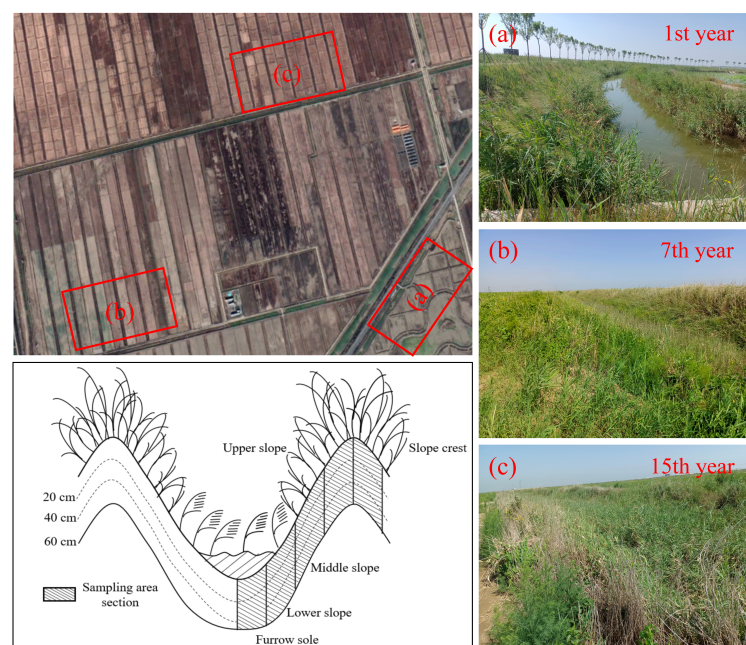 (c)
(b)
(a)
(a)
1st year
(b)
7th year
(c)
15th year
Upper slope
Slope crest
20 cm
40 cm
60 cm
Middle slope
Sampling area
section
Lower slope
Furrow sole